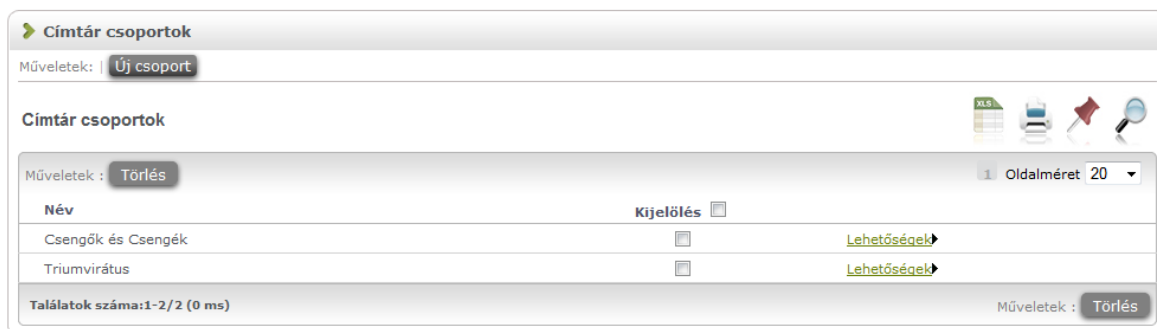 Címtár csoportok
Műveletek: | Új csoport
Címtár csoportok
XLS
Műveletek : Törlés 1 Oldalméret 20
Név Kijelölés
Csengők és Csengék Lehetőségek
Triumvirátus Lehetőségek
Találatok száma:1-2/2 (0 ms) Műveletek : Törlés